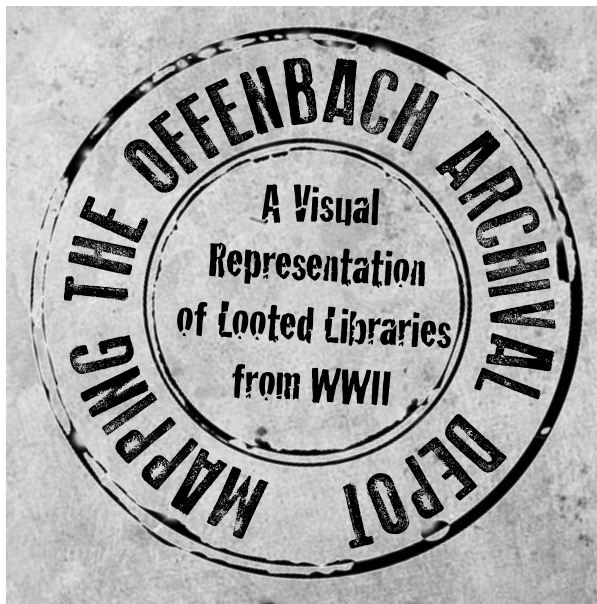 MAPPING THE OFFENBACH ARCHIVAL DEPOT
A Visual
Representation
of Looted Libraries
from WWII